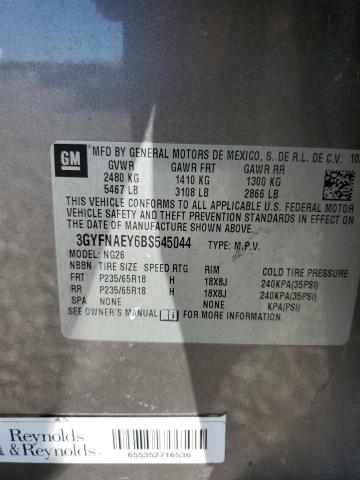 GM
MFD BY GENERAL MOTORS DE MEXICO, S. DE R.L. DE C.V. 10
GVWR GAWR FRT GAWR RR
2480 KG 1410 KG 1300 KG
5467 LB 3108 LB 2866 LB
THIS VEHICLE CONFORMS TO ALL APPLICABLE U.S. FEDERAL MOTOR
VEHICLE SAFETY STANDARDS IN EFFECT ON
THE DATE OF MANUFACTURE SHOWN ABOVE.
3GYFNAEY6BS545044 TYPE: M.P.V.
MODEL: NG26
NBBN TIRE SIZE SPEED RTG RIM COLD TIRE PRESSURE
FRT P235/65R18 H 18X8J 240KPA(35PSI)
RR P235/65R18 H 18X8J 240KPA(35PSI)
SPA NONE NONE KPA(PSI)
SEE OWNER'S MANUAL FOR MORE INFORMATION.
Reynolds
& Reynolds
655352716536